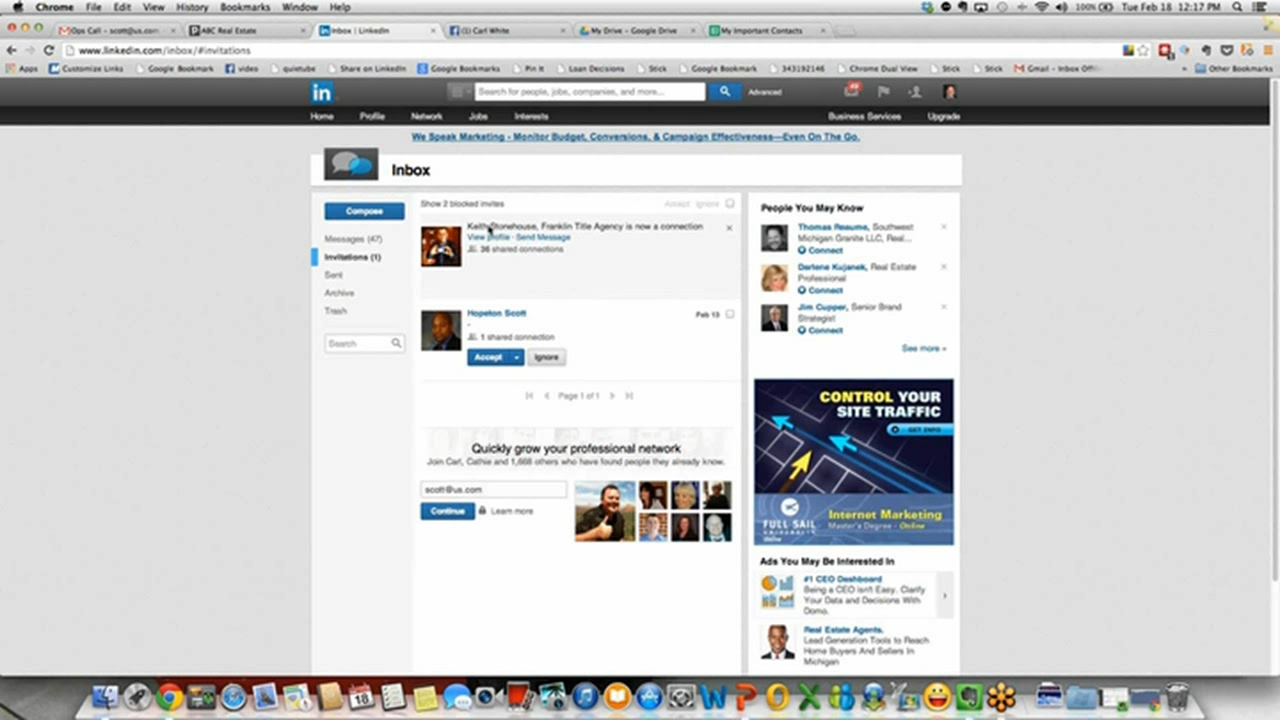 Chrome File Edit View History Bookmarks Window Help
100% Tue Feb 18 12:17 PM
Ops Call - scott@us.com
ABC Real Estate
Inbox | LinkedIn
(1) Carl White
My Drive - Google Drive
My Important Contacts
www.linkedin.com/inbox/#invitations
Apps Customize Links Google Bookmark video quietube Share on LinkedIn Google Bookmarks Pin It Loan Decisions Stick Google Bookmark 343192146 Chrome Dual View Stick Stick Gmail - Inbox Other Bookmarks
in
Search for people, jobs, companies, and more...
Advanced
Home Profile Network Jobs Interests
Business Services Upgrade
We Speak Marketing - Monitor Budget, Conversions, & Campaign Effectiveness—Even On The Go.
Inbox
Compose
Messages (47)
Invitations (1)
Sent
Archive
Trash
Search
Show 2 blocked invites
Accept Ignore
Keith Stonehouse, Franklin Title Agency is now a connection
View profile · Send Message
36 shared connections
Hopeton Scott
Feb 13
-
1 shared connection
Accept
Ignore
Page 1 of 1
Quickly grow your professional network
Join Carl, Cathie and 1,668 others who have found people they already know.
scott@us.com
Continue
Learn more
People You May Know
Thomas Reaume, Southwest
Michigan Granite LLC, Real...
Connect
Darlene Kujanek, Real Estate
Professional
Connect
Jim Cupper, Senior Brand
Strategist
Connect
See more »
CONTROL YOUR
SITE TRAFFIC
GET INFO
FULL SAIL
UNIVERSITY
Internet Marketing
Master's Degree - Online
Ads You May Be Interested In
#1 CEO Dashboard
Being a CEO isn't Easy. Clarify
Your Data and Decisions With
Domo.
Real Estate Agents.
Lead Generation Tools to Reach
Home Buyers And Sellers In
Michigan
18